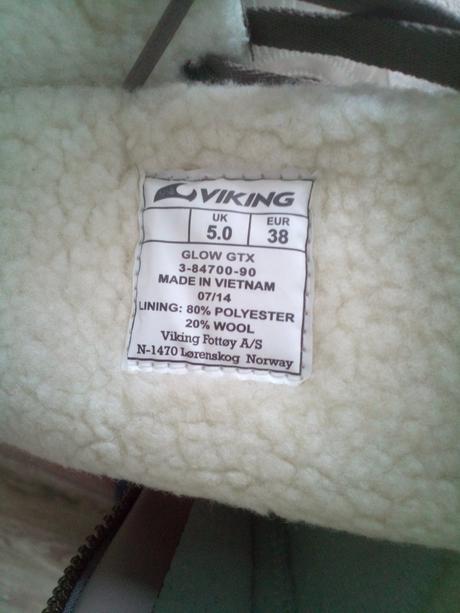 VIKING
UK
5.0
EUR
38
GLOW GTX
3-84700-90
MADE IN VIETNAM
07/14
LINING: 80% POLYESTER
20% WOOL
Viking Fottøy A/S
N-1470 Lørenskog Norway